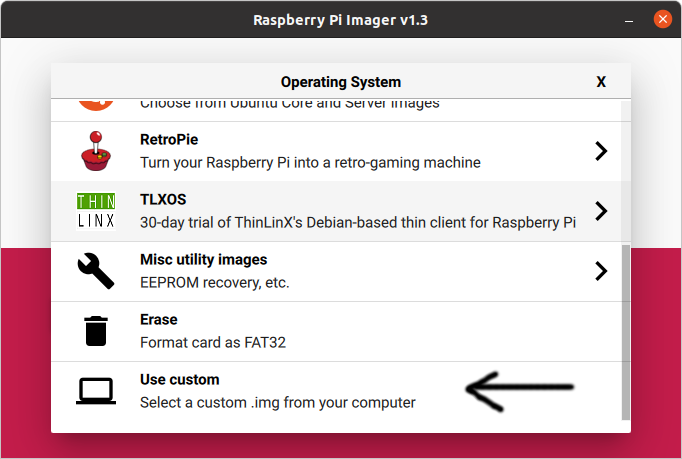 Raspberry Pi Imager v1.3
Operating System X
Choose from Ubuntu Core and Server images
RetroPie
Turn your Raspberry Pi into a retro-gaming machine
THIN
LINX
TLXOS
30-day trial of ThinLinX's Debian-based thin client for Raspberry Pi
Misc utility images
EEPROM recovery, etc.
Erase
Format card as FAT32
Use custom
Select a custom .img from your computer